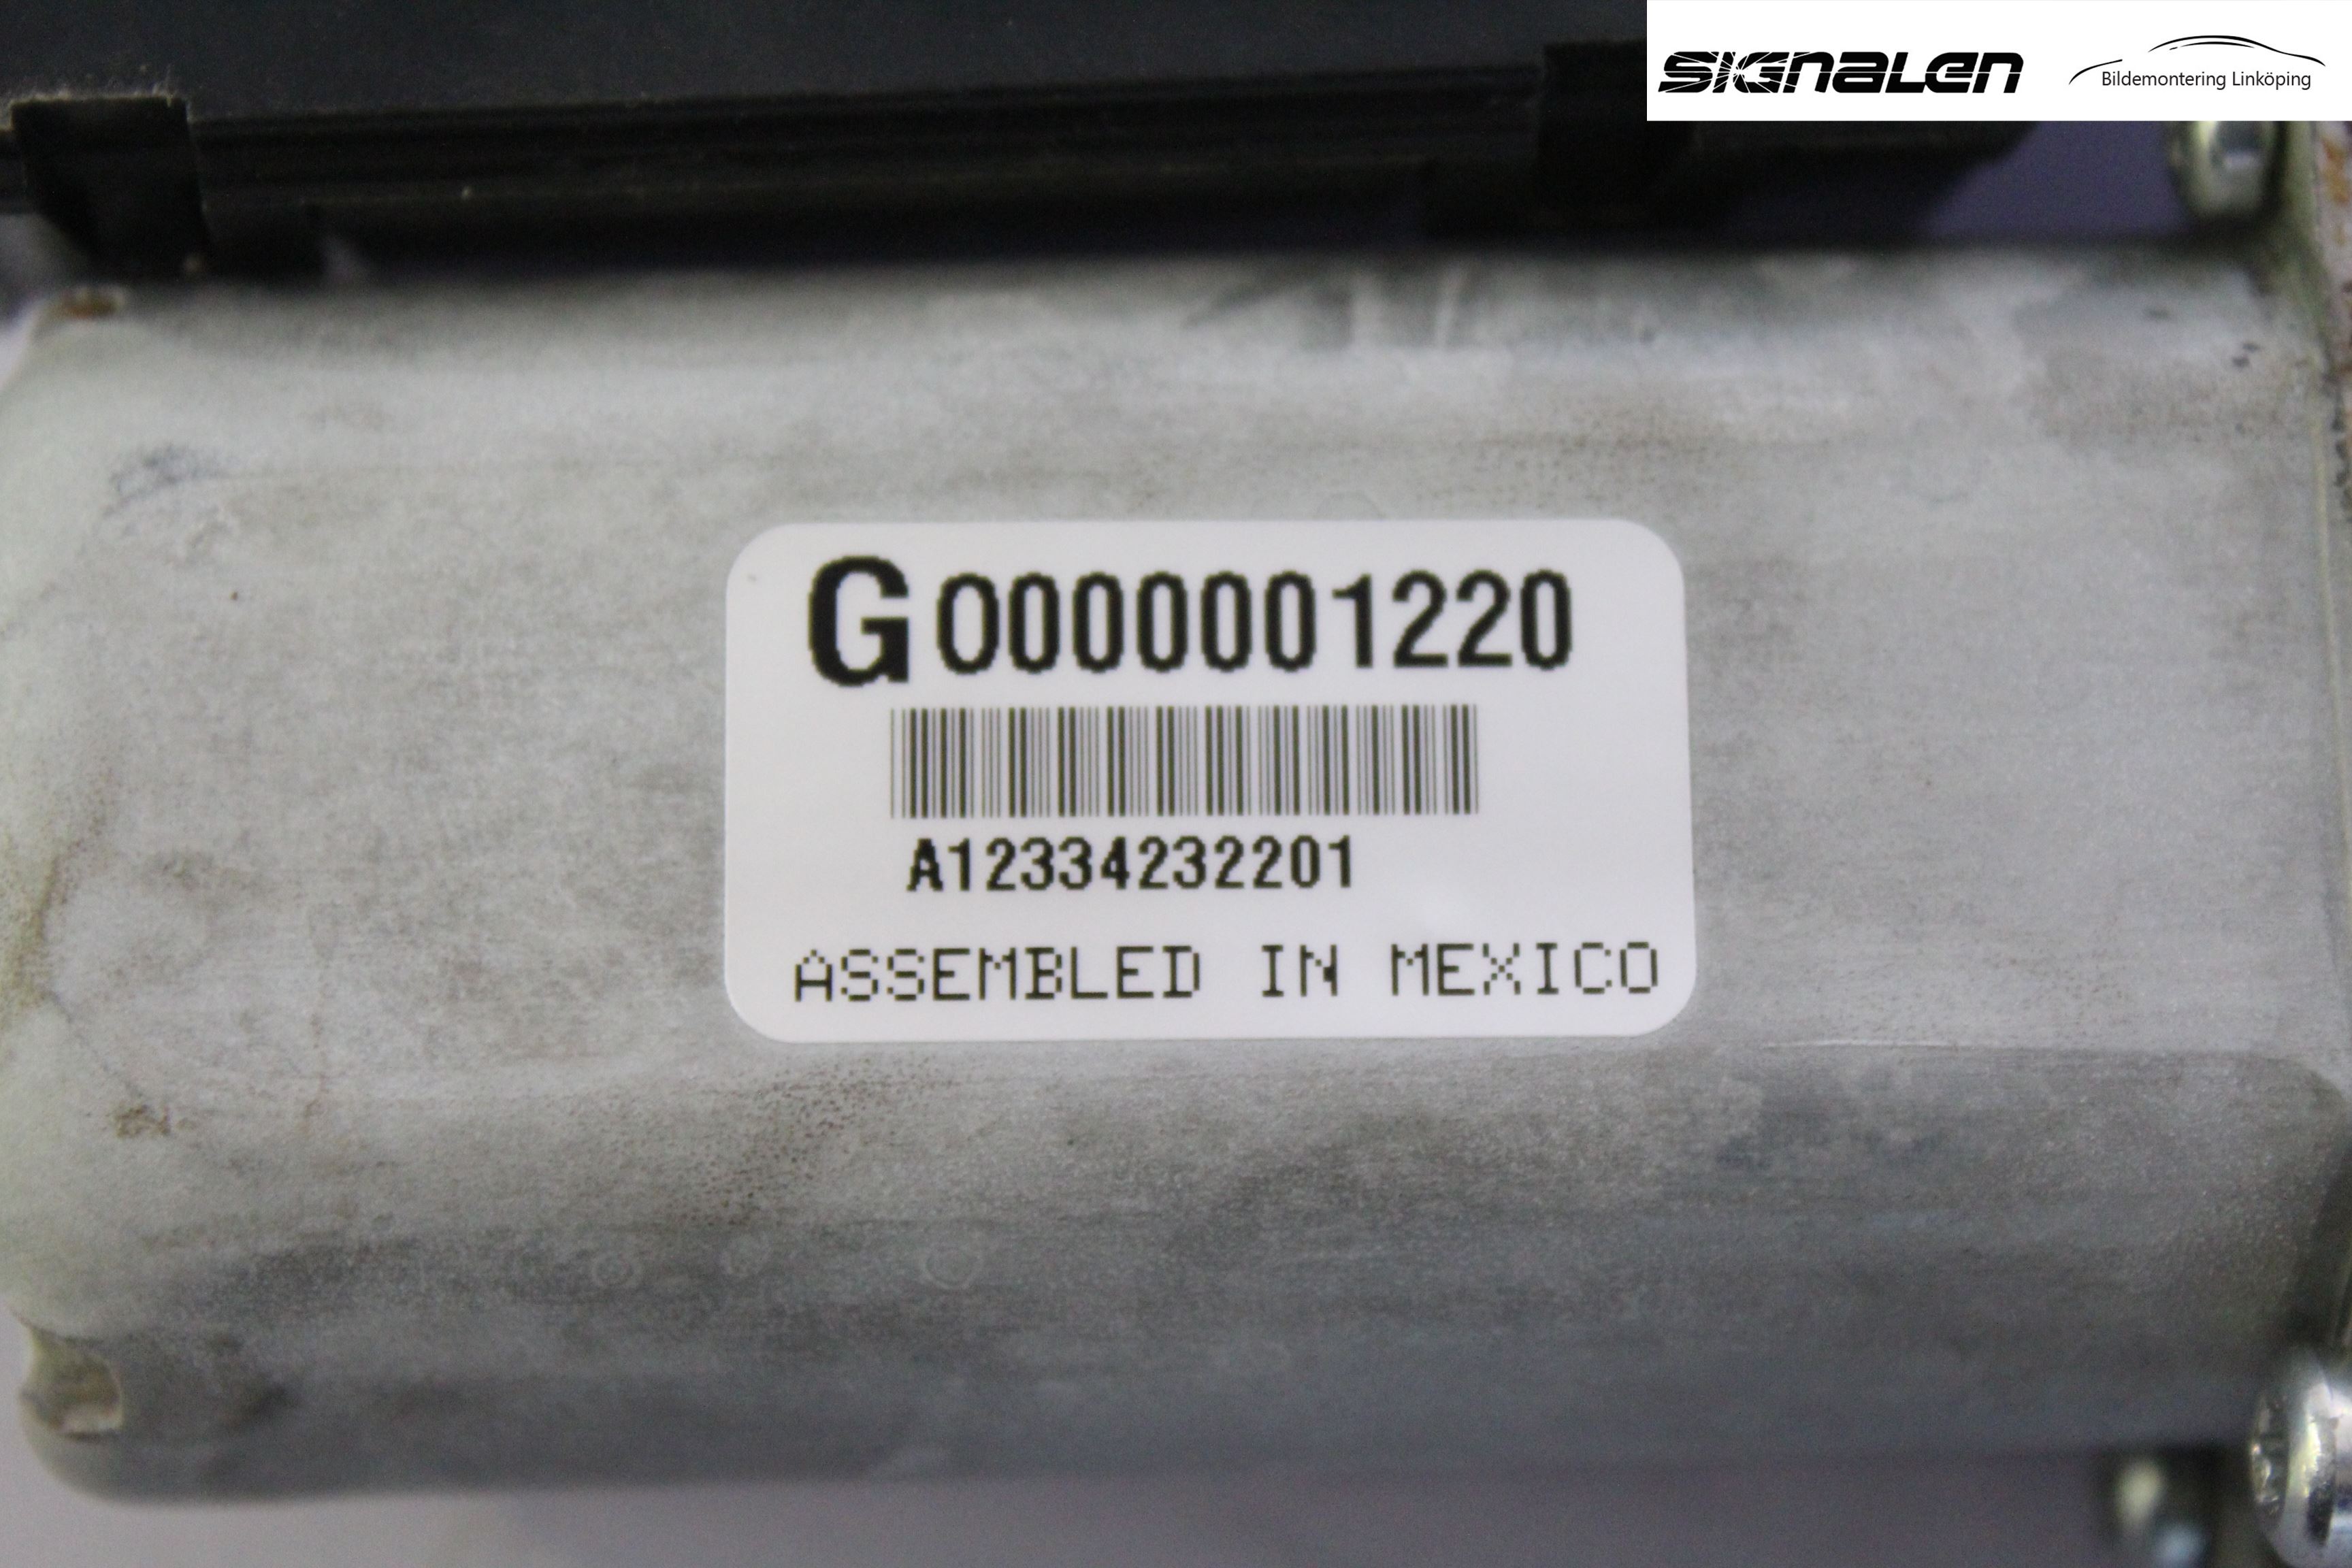 SIGNALEN
Bildemontering Linköping
G0000001220
A12334232201
ASSEMBLED IN MEXICO